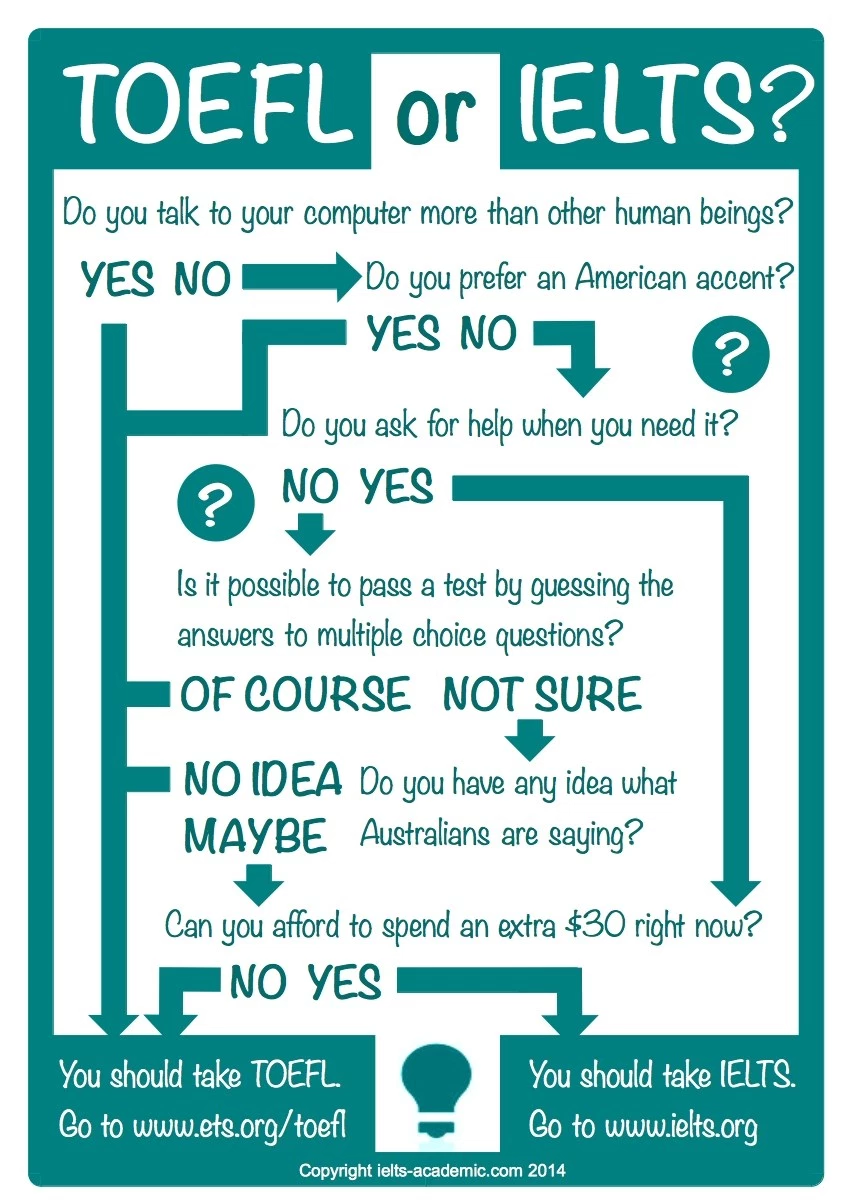 TOEFL or IELTS?
Do you talk to your computer more than other human beings?
YES NO
Do you prefer an American accent?
YES NO
?
Do you ask for help when you need it?
?
NO YES
Is it possible to pass a test by guessing the
answers to multiple choice questions?
OF COURSE NOT SURE
NO IDEA
MAYBE
Do you have any idea what
Australians are saying?
Can you afford to spend an extra $30 right now?
NO YES
You should take TOEFL.
Go to www.ets.org/toefl
You should take IELTS.
Go to www.ielts.org
Copyright ielts-academic.com 2014